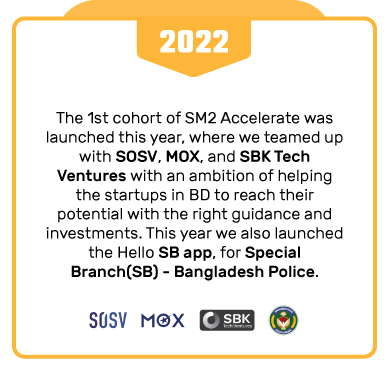 2022
The 1st cohort of SM2 Accelerate was
launched this year, where we teamed up
with SOSV, MOX, and SBK Tech
Ventures with an ambition of helping
the startups in BD to reach their
potential with the right guidance and
investments. This year we also launched
the Hello SB app, for Special
Branch(SB) - Bangladesh Police.
SOSV MOX SBK
Tech Ventures